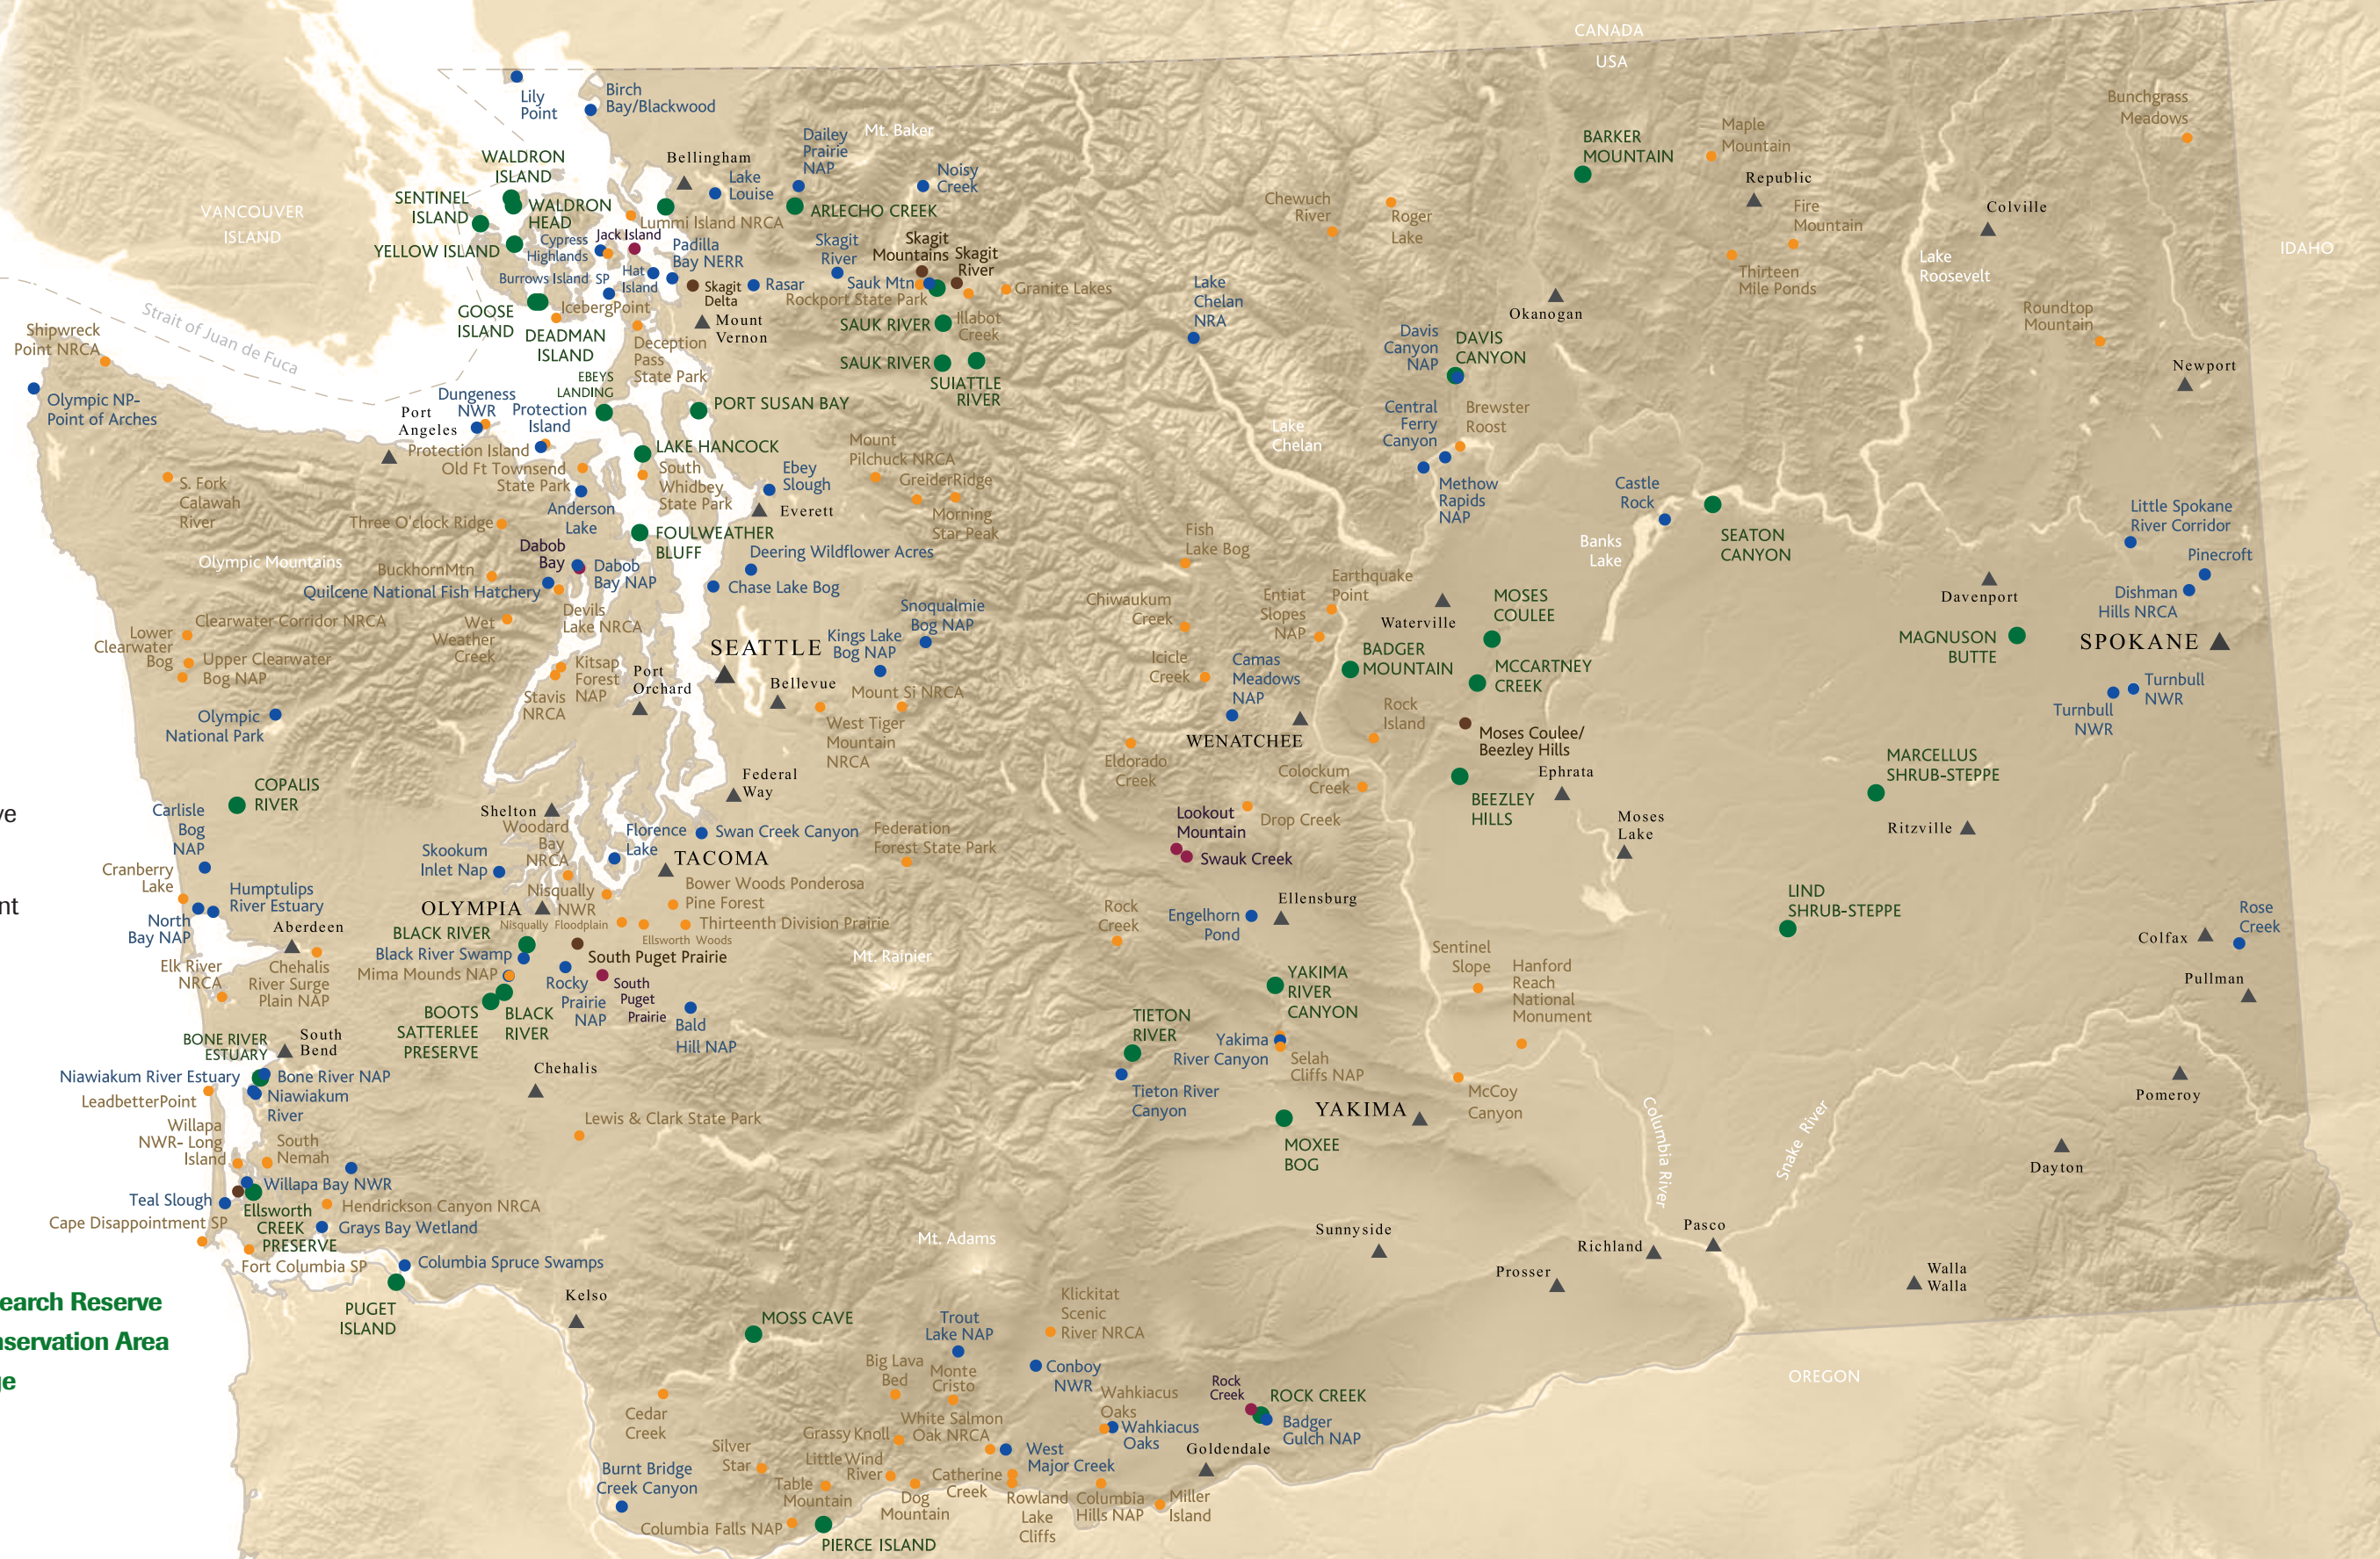 CANADA
USA
Lily
Point
Birch
Bay/Blackwood
Dailey
Prairie
NAP
Mt. Baker
Noisy
Creek
BARKER
MOUNTAIN
Maple
Mountain
Republic
Bunchgrass
Meadows
WALDRON
ISLAND
Bellingham
Lake
Louise
SENTINEL
ISLAND
WALDRON
HEAD
ARLECHO CREEK
Lummi Island NRCA
VANCOUVER
ISLAND
YELLOW ISLAND
Cypress
Highlands
Jack Island
Padilla
Bay NERR
Skagit
River
Skagit
Mountains
Skagit
River
Chewuch
River
Roger
Lake
Fire
Mountain
Colville
IDAHO
Lake
Roosevelt
Thirteen
Mile Ponds
Burrows Island SP
Hat
Island
Skagit
Delta
Rasar
Sauk Mtn
Rockport State Park
Granite Lakes
Lake
Chelan
NRA
Okanogan
Roundtop
Mountain
Newport
GOOSE
ISLAND
IcebergPoint
DEADMAN
ISLAND
Mount
Vernon
SAUK RIVER
Illabot
Creek
Deception
Pass
State Park
SAUK RIVER
SUIATTLE
RIVER
Davis
Canyon
NAP
DAVIS
CANYON
Strait of Juan de Fuca
Shipwreck
Point NRCA
Olympic NP-
Point of Arches
EBEYS
LANDING
Dungeness
NWR
Protection
Island
PORT SUSAN BAY
Port
Angeles
Protection Island
Old Ft Townsend
State Park
LAKE HANCOCK
South
Whidbey
State Park
Mount
Pilchuck NRCA
GreiderRidge
Morning
Star Peak
Ebey
Slough
Everett
Lake
Chelan
Central
Ferry
Canyon
Brewster
Roost
Methow
Rapids
NAP
Castle
Rock
SEATON
CANYON
Banks
Lake
Little Spokane
River Corridor
Pinecroft
Dishman
Hills NRCA
S. Fork
Calawah
River
Anderson
Lake
Three O'clock Ridge
FOULWEATHER
BLUFF
Deering Wildflower Acres
Chase Lake Bog
Olympic Mountains
Dabob
Bay
Dabob
Bay NAP
BuckhornMtn
Quilcene National Fish Hatchery
Devils
Lake NRCA
Wet
Weather
Creek
Fish
Lake Bog
Earthquake
Point
Chiwaukum
Creek
Entiat
Slopes
NAP
Waterville
MOSES
COULEE
Davenport
MAGNUSON
BUTTE
SPOKANE
Clearwater Corridor NRCA
Lower
Clearwater
Bog
Upper Clearwater
Bog NAP
Kitsap
Forest
NAP
Stavis
NRCA
Port
Orchard
SEATTLE
Kings Lake
Bog NAP
Snoqualmie
Bog NAP
Bellevue
Mount Si NRCA
West Tiger
Mountain
NRCA
Icicle
Creek
Camas
Meadows
NAP
BADGER
MOUNTAIN
MCCARTNEY
CREEK
Rock
Island
Turnbull
NWR
Turnbull
NWR
Olympic
National Park
WENATCHEE
Eldorado
Creek
Moses Coulee/
Beezley Hills
MARCELLUS
SHRUB-STEPPE
COPALIS
RIVER
Federal
Way
Colockum
Creek
Ephrata
BEEZLEY
HILLS
Shelton
Woodard
Bay
NRCA
Florence
Lake
Swan Creek Canyon
Federation
Forest State Park
Lookout
Mountain
Drop Creek
Swauk Creek
Moses
Lake
Ritzville
ve
Carlisle
Bog
NAP
Skookum
Inlet Nap
TACOMA
Cranberry
Lake
Humptulips
River Estuary
Nisqually
NWR
Bower Woods Ponderosa
Pine Forest
Thirteenth Division Prairie
LIND
SHRUB-STEPPE
nt
North
Bay NAP
OLYMPIA
Nisqually Floodplain
Ellsworth Woods
Aberdeen
BLACK RIVER
South Puget Prairie
Rock
Creek
Engelhorn
Pond
Ellensburg
Rose
Creek
Colfax
Elk River
NRCA
Chehalis
River Surge
Plain NAP
Black River Swamp
Mima Mounds NAP
Mt. Rainier
Sentinel
Slope
Hanford
Reach
National
Monument
Pullman
Rocky
Prairie
NAP
South
Puget
Prairie
BOOTS
SATTERLEE
PRESERVE
BLACK
RIVER
Bald
Hill NAP
YAKIMA
RIVER
CANYON
TIETON
RIVER
Yakima
River Canyon
Selah
Cliffs NAP
BONE RIVER
ESTUARY
South
Bend
Chehalis
Niawiakum River Estuary
Bone River NAP
LeadbetterPoint
Niawiakum
River
Tieton River
Canyon
McCoy
Canyon
Pomeroy
Columbia River
Snake River
YAKIMA
MOXEE
BOG
Lewis & Clark State Park
Willapa
NWR- Long
Island
South
Nemah
Dayton
Willapa Bay NWR
Teal Slough
Hendrickson Canyon NRCA
Cape Disappointment SP
Ellsworth
CREEK
PRESERVE
Grays Bay Wetland
Mt. Adams
Sunnyside
Richland
Pasco
Fort Columbia SP
Columbia Spruce Swamps
Prosser
Walla
Walla
PUGET
ISLAND
Kelso
MOSS CAVE
Trout
Lake NAP
Klickitat
Scenic
River NRCA
earch Reserve
nservation Area
ge
Big Lava
Bed
Monte
Cristo
Conboy
NWR
OREGON
Cedar
Creek
Grassy Knoll
White Salmon
Oak NRCA
Wahkiacus
Oaks
Wahkiacus
Oaks
Rock
Creek
ROCK CREEK
Badger
Gulch NAP
Goldendale
Silver
Star
Little Wind
River
West
Major Creek
Burnt Bridge
Creek Canyon
Table
Mountain
Dog
Mountain
Catherine
Creek
Rowland
Lake
Cliffs
Columbia
Hills NAP
Miller
Island
Columbia Falls NAP
PIERCE ISLAND